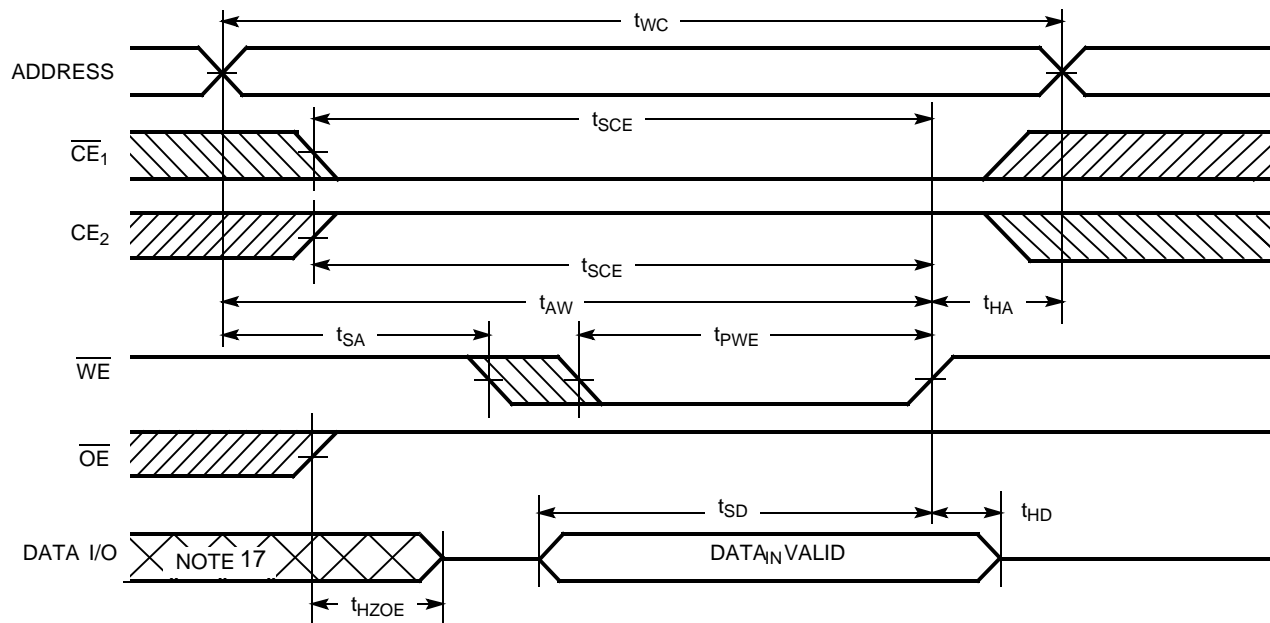 tWC
ADDRESS
tSCE
CE1
CE2
tSCE
tAW
tHA
tSA
tPWE
WE
OE
tSD
tHD
DATA I/O
NOTE 17
DATAIN VALID
tHZOE